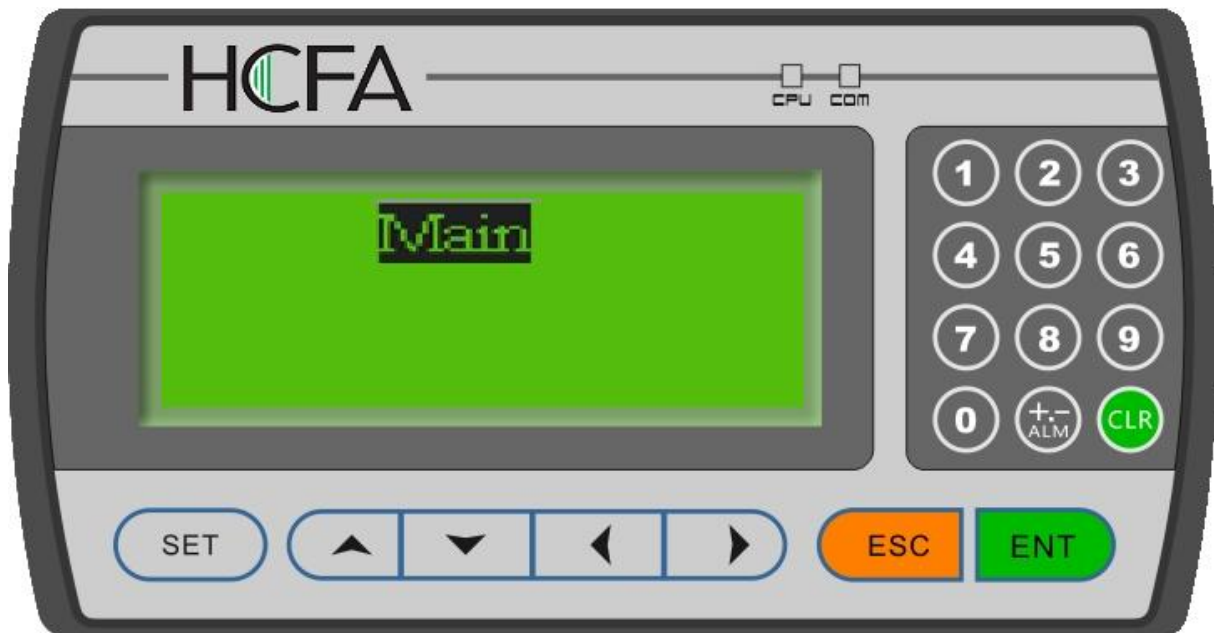 HCFA
CPU COM
Main
1 2 3
4 5 6
7 8 9
0 +.- ALM CLR
SET ESC ENT